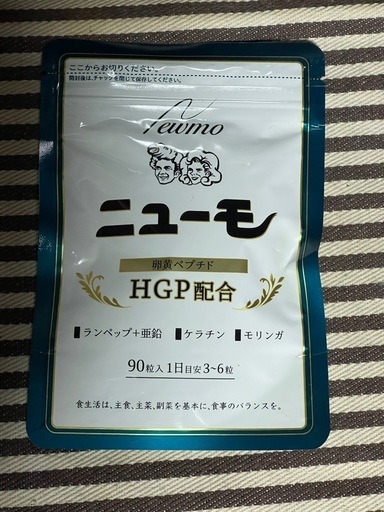 ここからお切りください。
開封後は、チャックを閉じて保存してください。
Newmo
ニューモ
卵黄ペプチド
HGP配合
ランペップ+亜鉛 ケラチン モリンガ
90粒入 1日目安3~6粒
食生活は、主食、主菜、副菜を基本に、食事のバランスを。